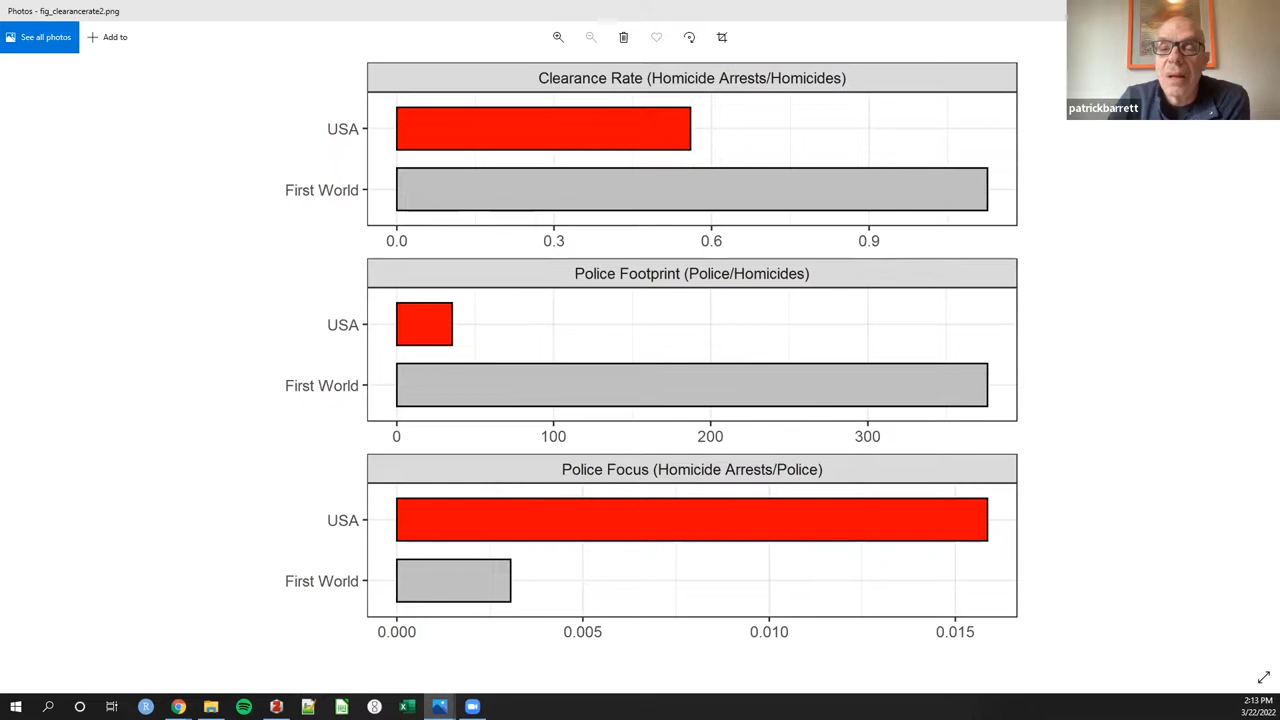 Photos - fig_clearancerate2.png
See all photos
Add to
patrickbarrett
Clearance Rate (Homicide Arrests/Homicides)
USA
First World
0.0 0.3 0.6 0.9
Police Footprint (Police/Homicides)
USA
First World
0 100 200 300
Police Focus (Homicide Arrests/Police)
USA
First World
0.000 0.005 0.010 0.015
2:13 PM
3/22/2022